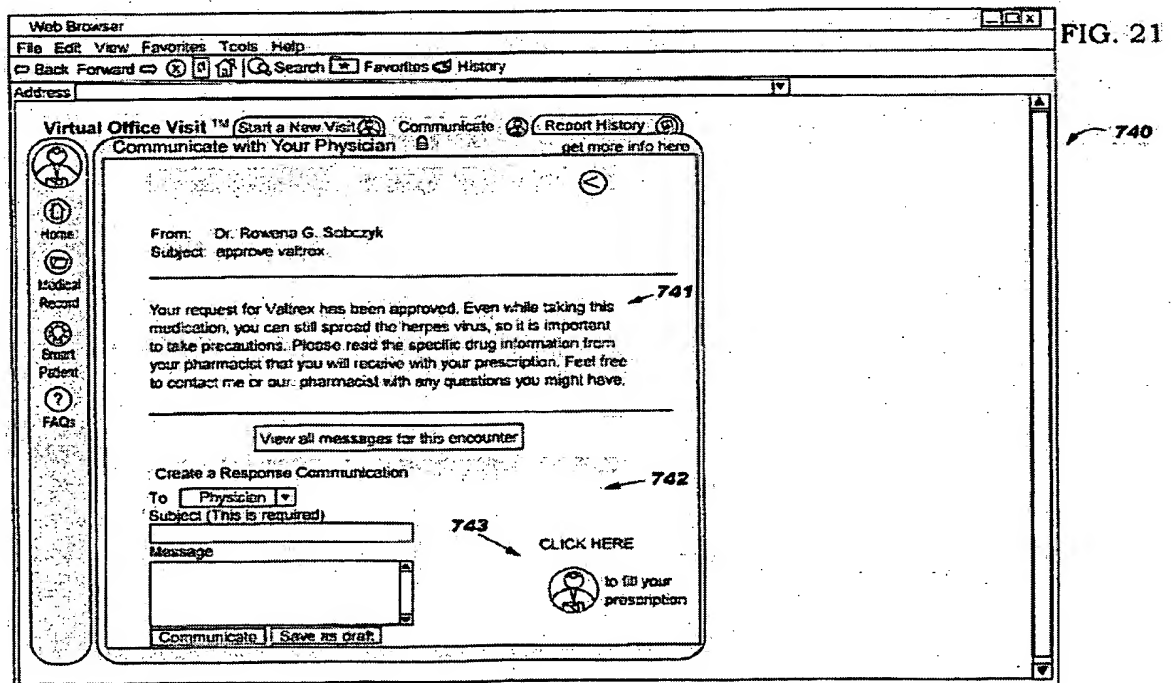 Web Browser
FIG. 21
File Edit View Favorites Tools Help
Back Forward Search Favorites History
Address
740
Virtual Office Visit ™ Start a New Visit Communicate Report History
Communicate with Your Physician get more info here
Home
Medical
Record
Smart
Patient
? FAQs
<
From: Dr. Rowena G. Sobczyk
Subject: approve valtrex
741
Your request for Valtrex has been approved. Even while taking this
medication, you can still spread the herpes virus, so it is important
to take precautions. Please read the specific drug information from
your pharmacist that you will receive with your prescription. Feel free
to contact me or our pharmacist with any questions you might have.
View all messages for this encounter
Create a Response Communication
742
To Physician
Subject (This is required)
743
Message
CLICK HERE
to fill your
prescription
Communicate Save as draft